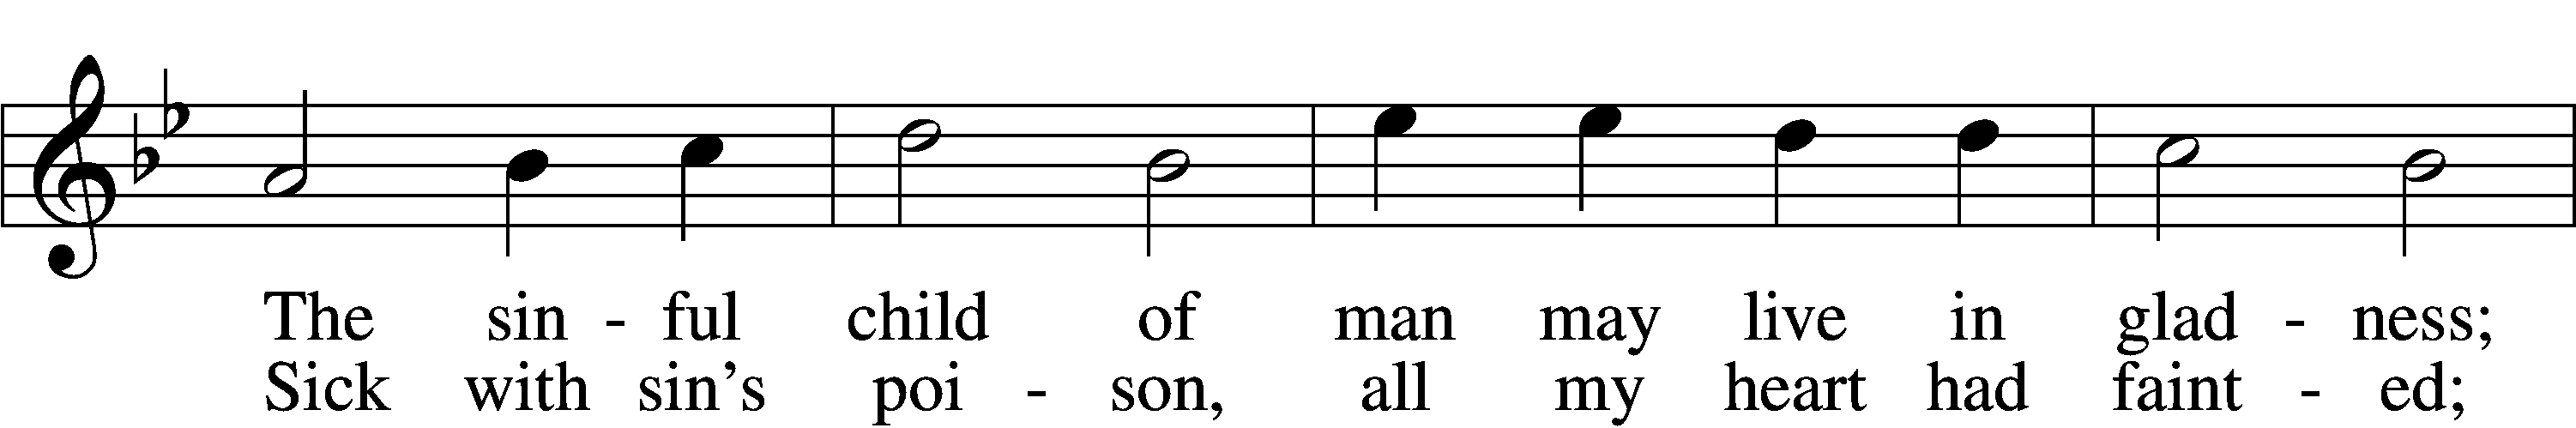 The sin - ful child of man may live in glad - ness;
Sick with sin’s poi - son, all my heart had faint - ed;